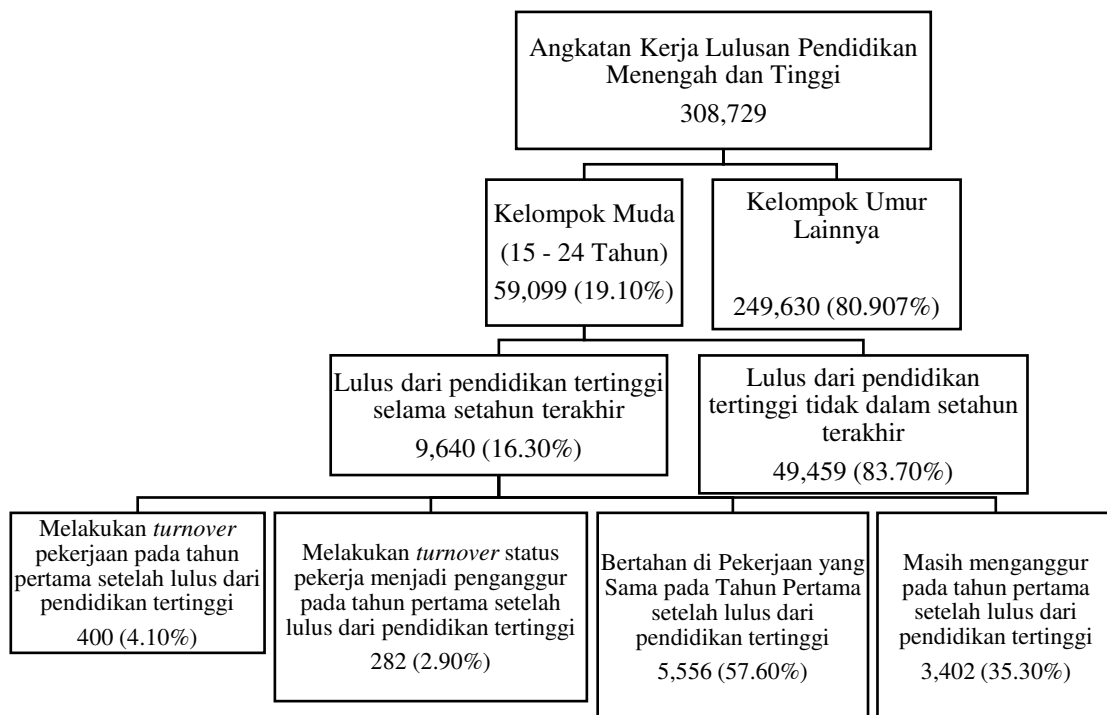 Angkatan Kerja Lulusan Pendidikan
Menengah dan Tinggi
308,729
Kelompok Muda
(15 - 24 Tahun)
59,099 (19.10%)
Kelompok Umur
Lainnya
249,630 (80.907%)
Lulus dari pendidikan tertinggi
selama setahun terakhir
9,640 (16.30%)
Lulus dari pendidikan
tertinggi tidak dalam setahun
terakhir
49,459 (83.70%)
Melakukan turnover
pekerjaan pada tahun
pertama setelah lulus dari
pendidikan tertinggi
400 (4.10%)
Melakukan turnover status
pekerja menjadi penganggur
pada tahun pertama setelah
lulus dari pendidikan tertinggi
282 (2.90%)
Bertahan di Pekerjaan yang
Sama pada Tahun Pertama
setelah lulus dari
pendidikan tertinggi
5,556 (57.60%)
Masih menganggur
pada tahun pertama
setelah lulus dari
pendidikan tertinggi
3,402 (35.30%)